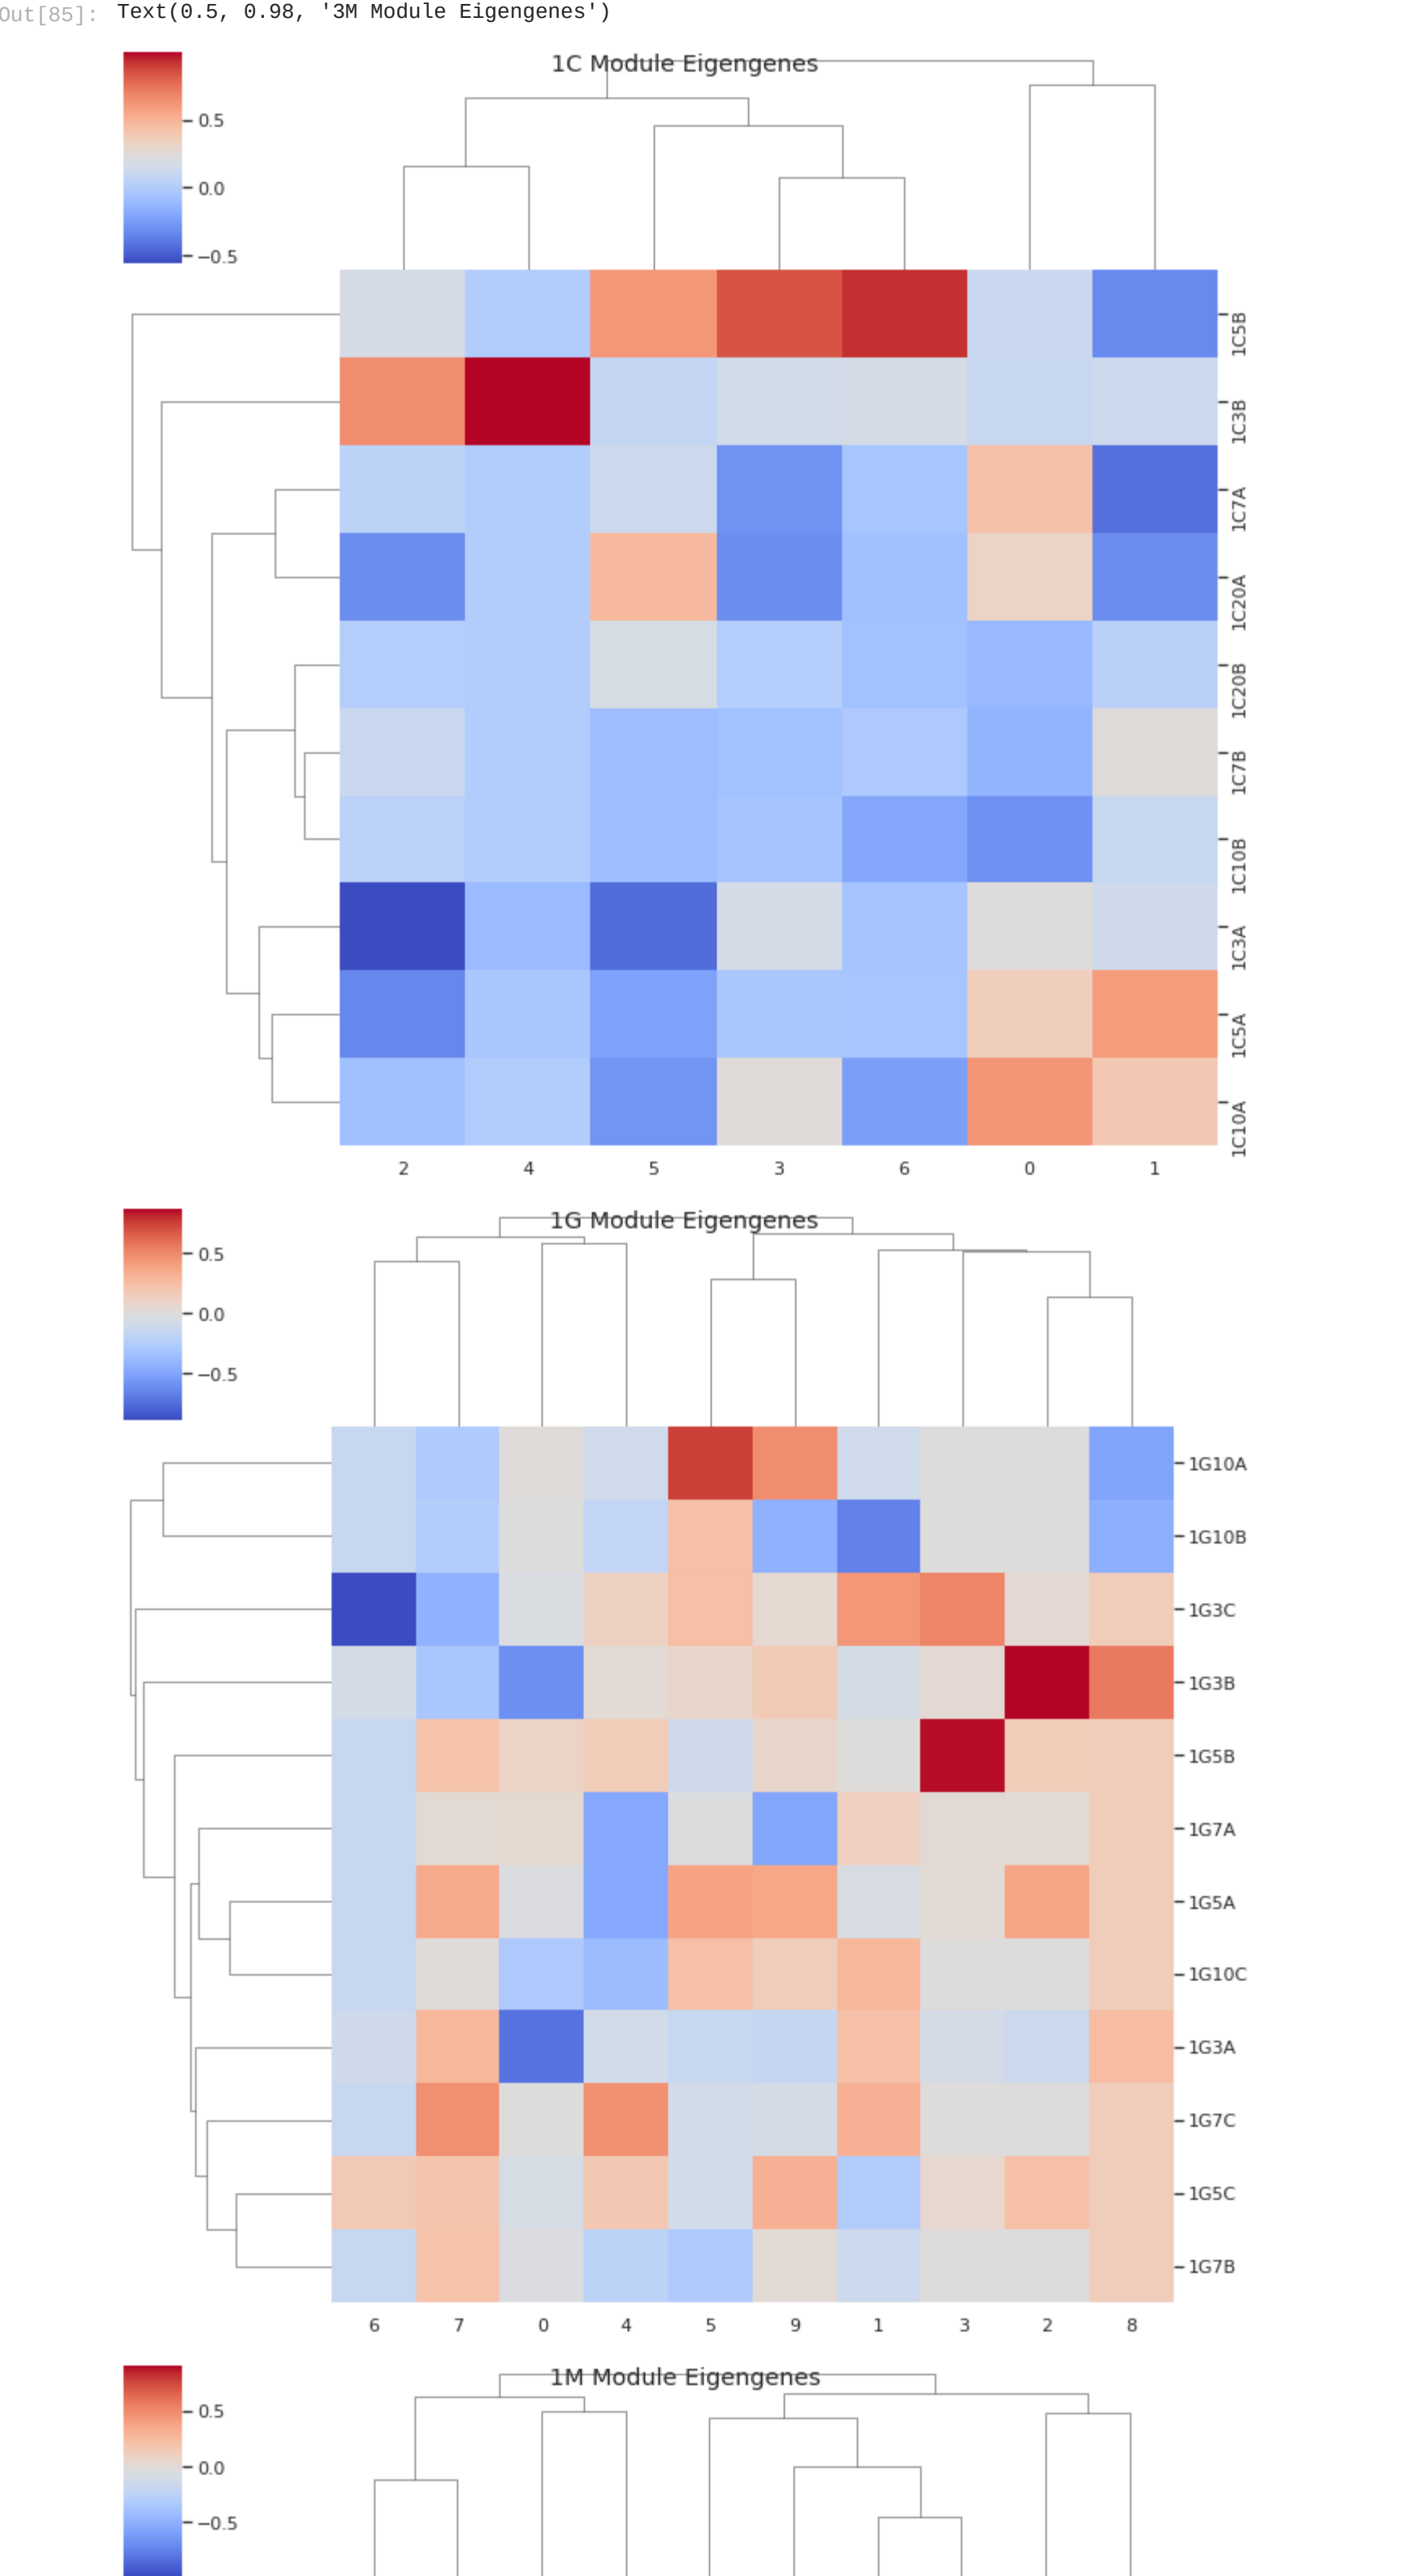 Out[85]: Text(0.5, 0.98, '3M Module Eigengenes')
1C Module Eigengenes
0.5
0.0
−0.5
1C5B
1C3B
1C7A
1C20A
1C20B
1C7B
1C10B
1C3A
1C5A
1C10A
2 4 5 3 6 0 1
1G Module Eigengenes
0.5
0.0
−0.5
1G10A
1G10B
1G3C
1G3B
1G5B
1G7A
1G5A
1G10C
1G3A
1G7C
1G5C
1G7B
6 7 0 4 5 9 1 3 2 8
1M Module Eigengenes
0.5
0.0
−0.5